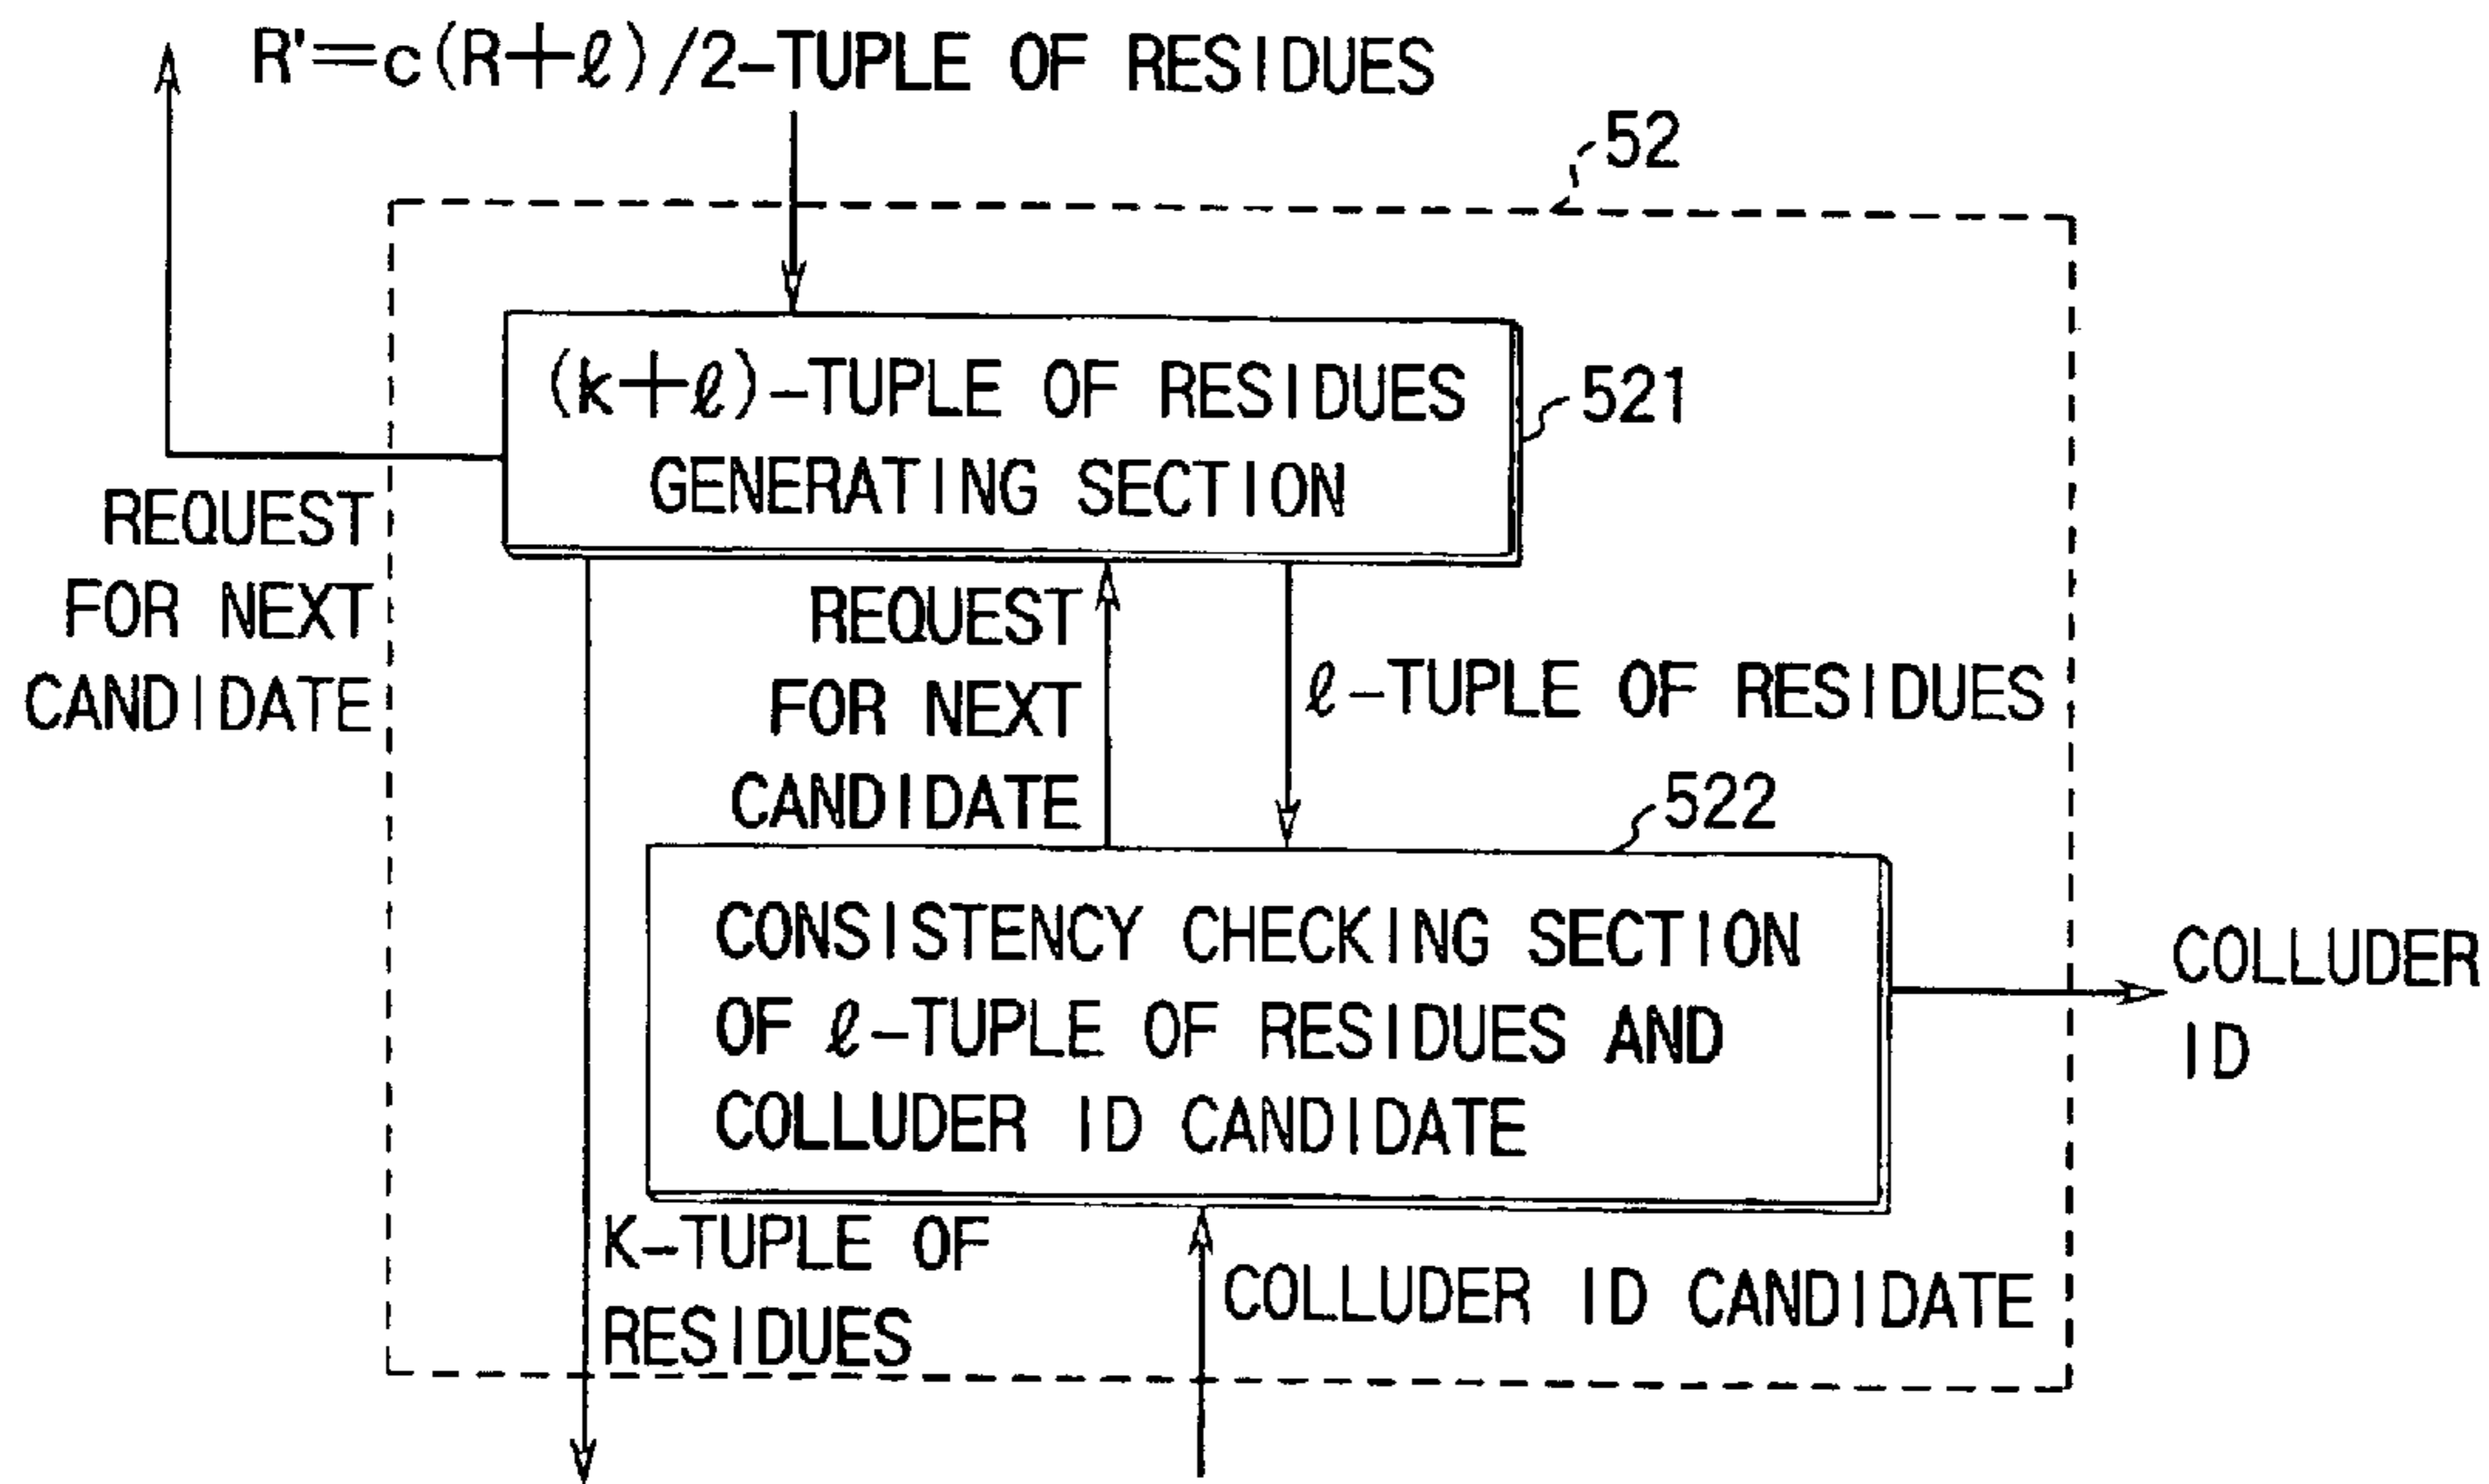 R'=c(R+ℓ)/2-TUPLE OF RESIDUES
52
(k+ℓ)-TUPLE OF RESIDUES
GENERATING SECTION
521
REQUEST
FOR NEXT
CANDIDATE
REQUEST
FOR NEXT
CANDIDATE
ℓ-TUPLE OF RESIDUES
522
CONSISTENCY CHECKING SECTION
OF ℓ-TUPLE OF RESIDUES AND
COLLUDER ID CANDIDATE
COLLUDER
ID
K-TUPLE OF
RESIDUES
COLLUDER ID CANDIDATE